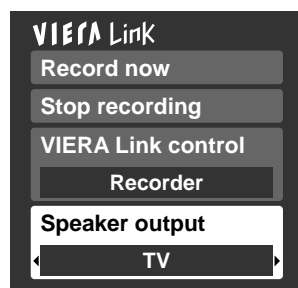 VIERA Link
Record now
Stop recording
VIERA Link control
Recorder
Speaker output
TV